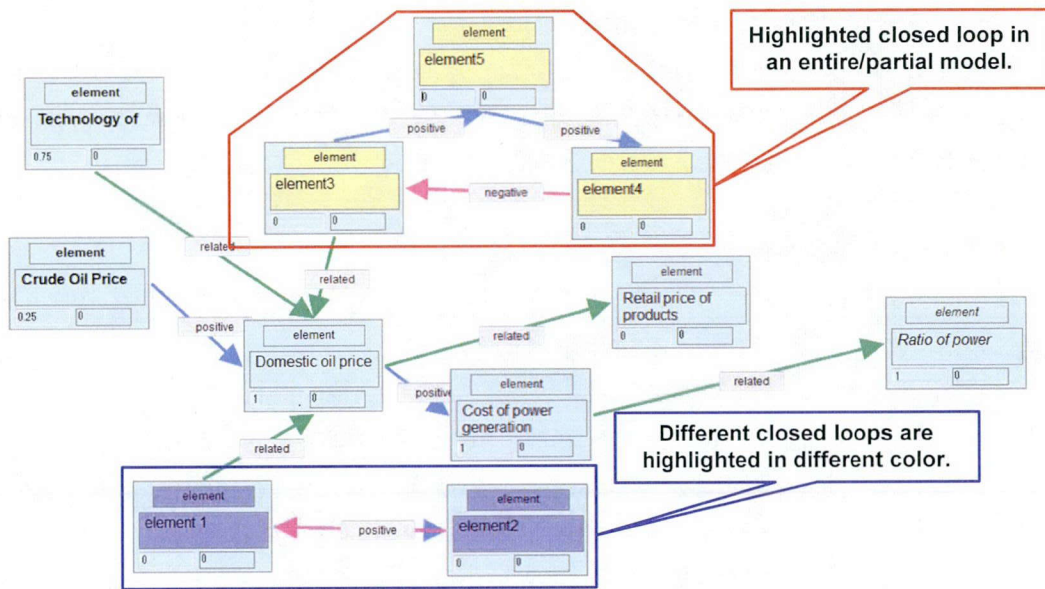 element
element5
0 0
Highlighted closed loop in
an entire/partial model.
element
Technology of
0.75 0
positive
positive
element
element3
0 0
negative
element
element4
0 0
related
related
element
Crude Oil Price
0.25 0
positive
element
Domestic oil price
1 0
related
element
Retail price of
products
0 0
element
Ratio of power
1 0
related
positive
element
Cost of power
generation
1 0
related
Different closed loops are
highlighted in different color.
element
element 1
0 0
positive
element
element2
0 0